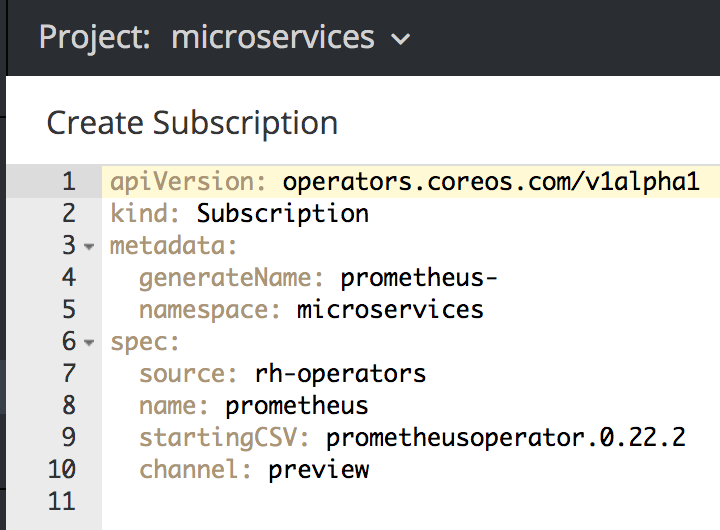 Project: microservices
Create Subscription
1 apiVersion: operators.coreos.com/v1alpha1
2 kind: Subscription
3 metadata:
4   generateName: prometheus-
5   namespace: microservices
6 spec:
7   source: rh-operators
8   name: prometheus
9   startingCSV: prometheusoperator.0.22.2
10   channel: preview
11